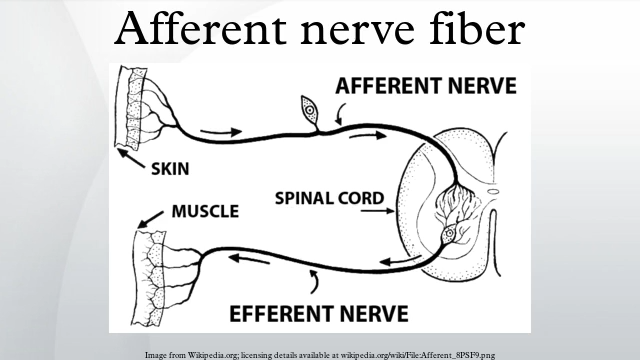 Afferent nerve fiber
AFFERENT NERVE
SKIN
SPINAL CORD
MUSCLE
EFFERENT NERVE
Image from Wikipedia.org; licensing details available at wikipedia.org/wiki/File:Afferent_8PSF9.png